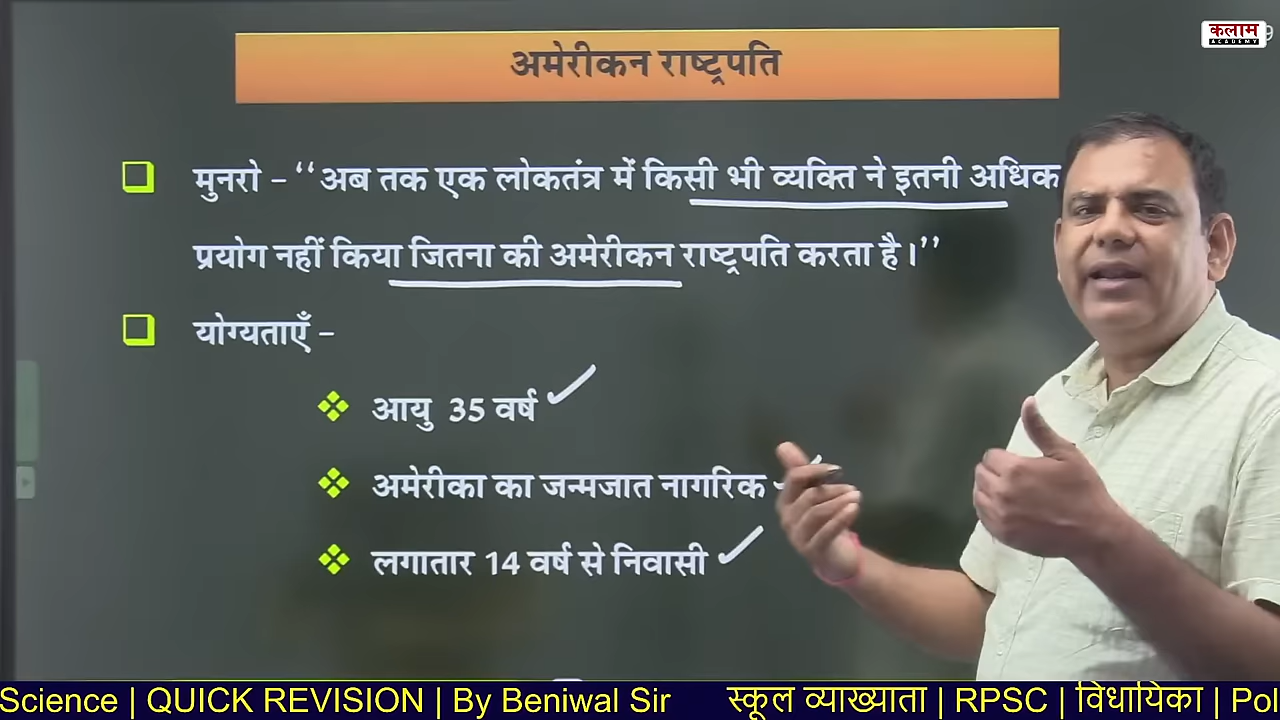 कलाम
ACADEMY
अमेरीकन राष्ट्रपति
मुनरो – ‘‘अब तक एक लोकतंत्र में किसी भी व्यक्ति ने इतनी अधिक
प्रयोग नहीं किया जितना की अमेरीकन राष्ट्रपति करता है।’’
योग्यताएँ –
आयु 35 वर्ष
अमेरीका का जन्मजात नागरिक
लगातार 14 वर्ष से निवासी
Science | QUICK REVISION | By Beniwal Sir स्कूल व्याख्याता | RPSC | विधायिका | Pol